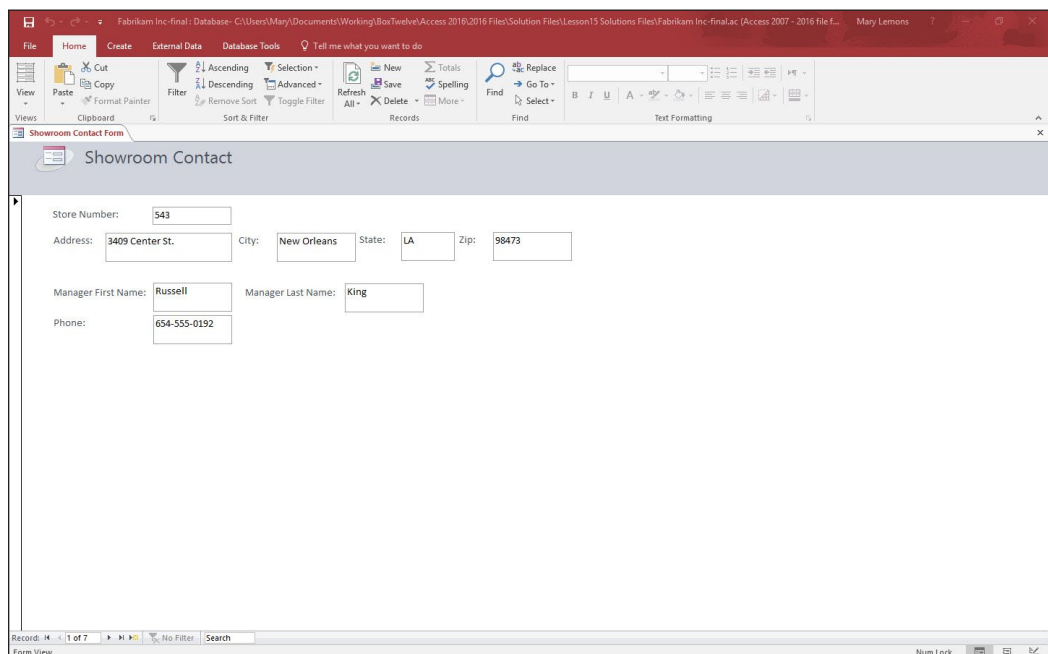 Fabrikam Inc-final : Database- C:\Users\Mary\Documents\Working\BoxTwelve\Access 2016\2016 Files\Solution Files\Lesson15 Solutions Files\Fabrikam Inc-final.ac (Access 2007 - 2016 file f... Mary Lemons ?
File Home Create External Data Database Tools Tell me what you want to do
View
Views
Paste
Cut
Copy
Format Painter
Clipboard
Filter
Ascending
Descending
Remove Sort
Selection
Advanced
Toggle Filter
Sort & Filter
Refresh
All
New
Save
Delete
Totals
Spelling
More
Records
Find
Replace
Go To
Select
Find
B I U A
Text Formatting
Showroom Contact Form
Showroom Contact
Store Number: 543
Address: 3409 Center St. City: New Orleans State: LA Zip: 98473
Manager First Name: Russell Manager Last Name: King
Phone: 654-555-0192
Record: 1 of 7 No Filter Search
Form View Num Lock